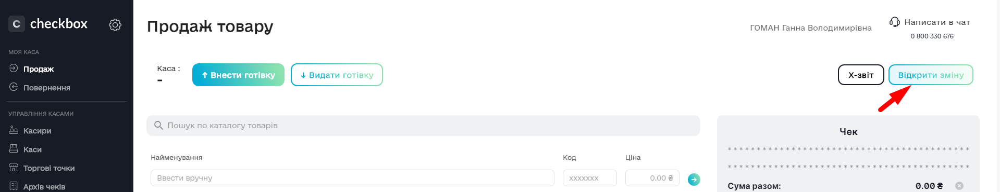 checkbox
МОЯ КАСА
Продаж
Повернення
УПРАВЛІННЯ КАСАМИ
Касири
Каси
Торгові точки
Архів чеків
Продаж товару
ГОМАН Ганна Володимирівна
Написати в чат
0 800 330 676
Каса :
-
↑ Внести готівку
↓ Видати готівку
X-звіт
Відкрити зміну
Пошук по каталогу товарів
Найменування
Код
Ціна
Ввести вручну
xxxxxxx
0.00 ₴
Чек
* * * * * * * * * * * * * * * * * * * * * * * * * * * * * * * * * * * * * * * * * *
* * * * * * * * * * * * * * * * * * * * * * * * * * * * * * * * * * * * * * * * * *
Сума разом:
0.00 ₴